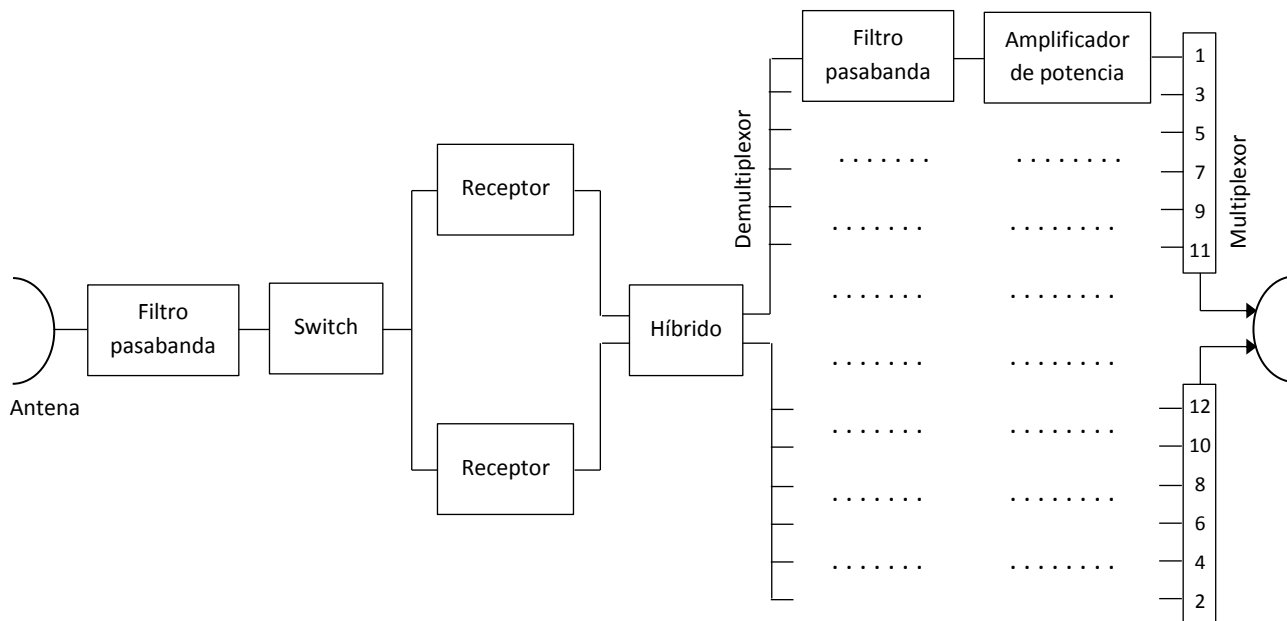 Antena
Filtro
pasabanda
Switch
Receptor
Receptor
Híbrido
Demultiplexor
Filtro
pasabanda
Amplificador
de potencia
1
3
5
7
9
11
Multiplexor
12
10
8
6
4
2